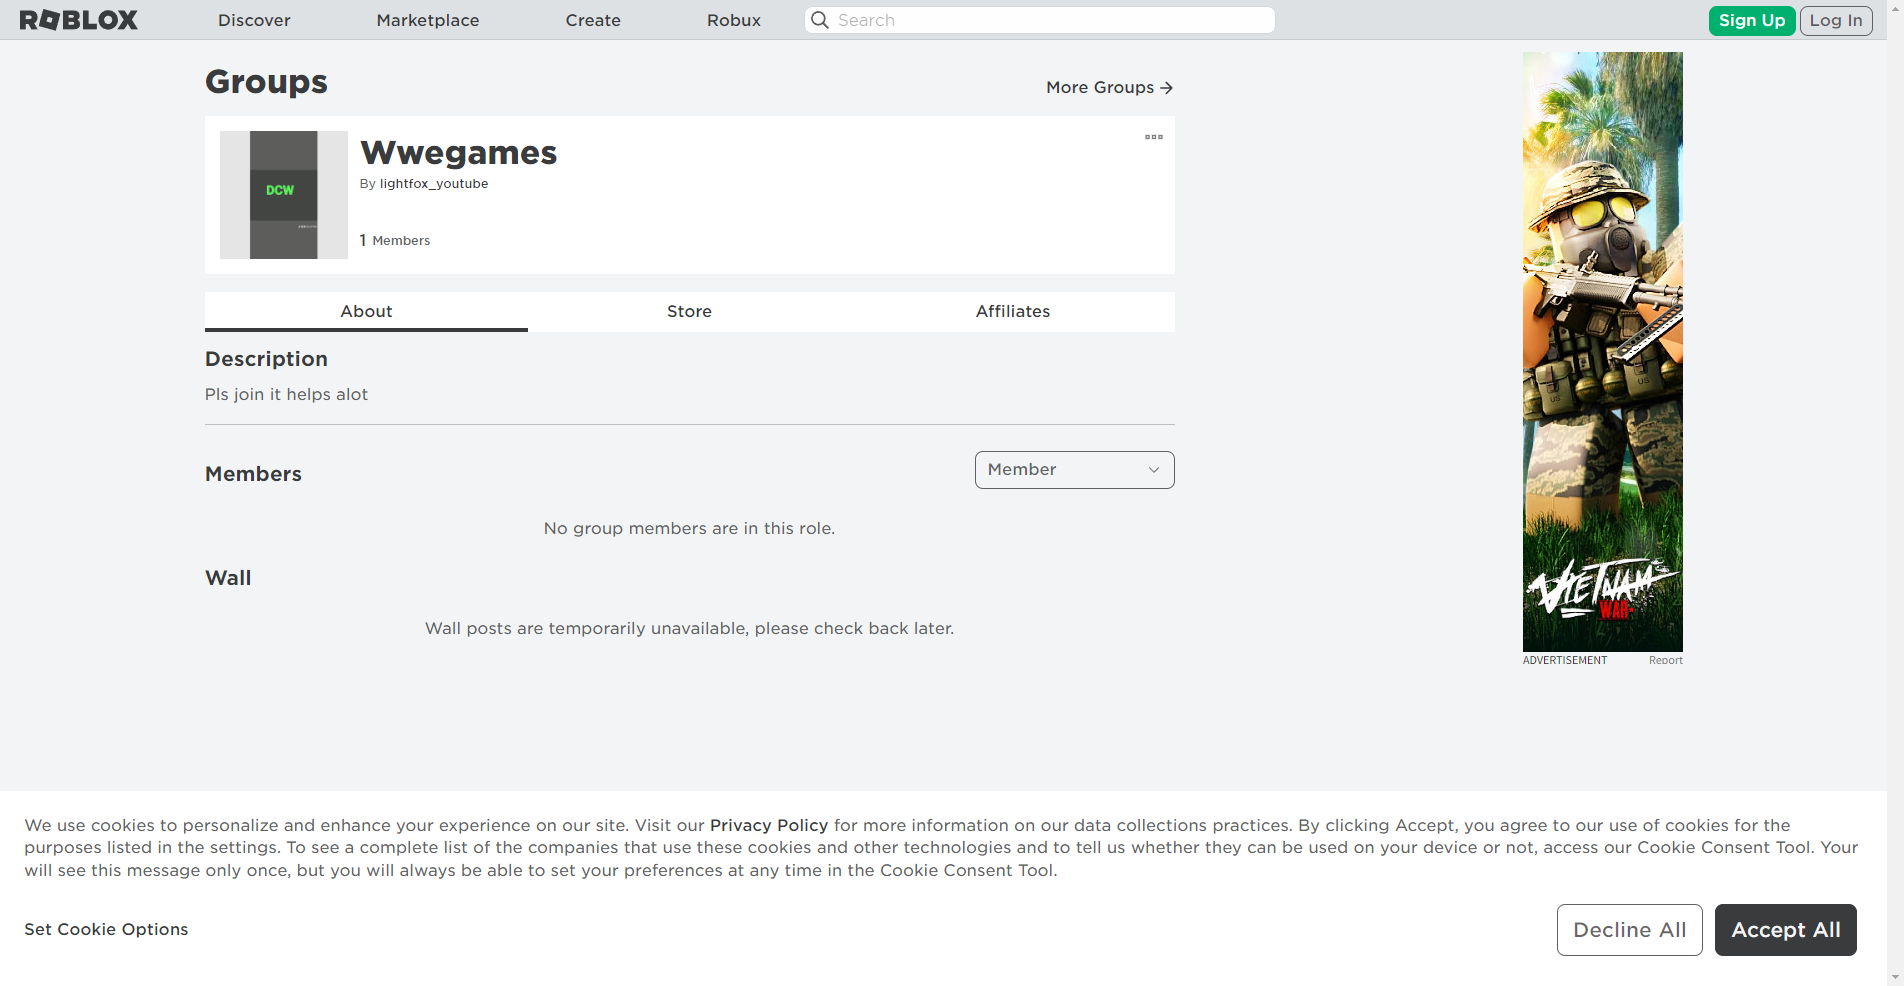 ROBLOX
Discover
Marketplace
Create
Robux
Search
Sign Up
Log In
Groups
More Groups
DCW
Wwegames
By lightfox_youtube
1 Members
About
Store
Affiliates
Description
Pls join it helps alot
Members
Member
No group members are in this role.
Wall
Wall posts are temporarily unavailable, please check back later.
US
US
VIETNAM
WAR
ADVERTISEMENT
Report
We use cookies to personalize and enhance your experience on our site. Visit our Privacy Policy for more information on our data collections practices. By clicking Accept, you agree to our use of cookies for the
purposes listed in the settings. To see a complete list of the companies that use these cookies and other technologies and to tell us whether they can be used on your device or not, access our Cookie Consent Tool. Your
will see this message only once, but you will always be able to set your preferences at any time in the Cookie Consent Tool.
Set Cookie Options
Decline All
Accept All